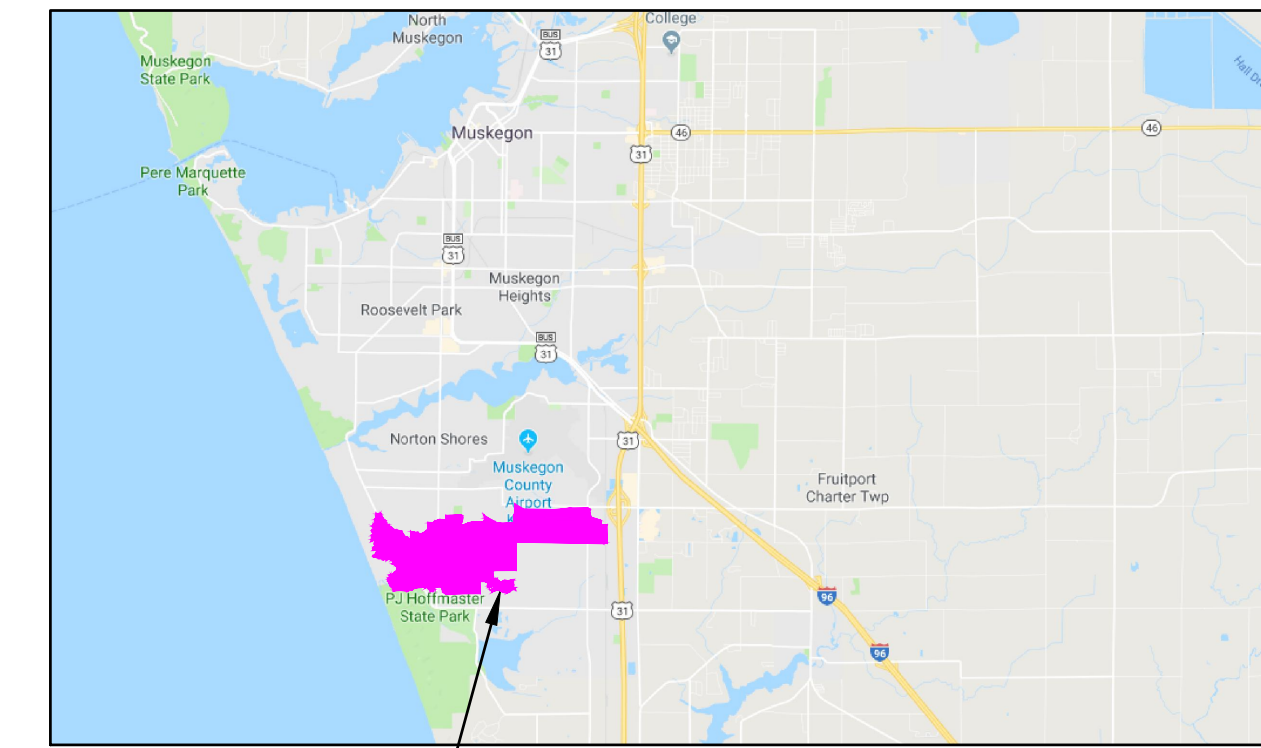 North
Muskegon
College
BUS
31
Muskegon
State Park
Hall Dr
Muskegon
46
46
31
Pere Marquette
Park
BUS
31
Muskegon
Heights
Roosevelt Park
BUS
31
Norton Shores
31
Muskegon
County
Airport
Fruitport
Charter Twp
PJ Hoffmaster
State Park
31
96
96